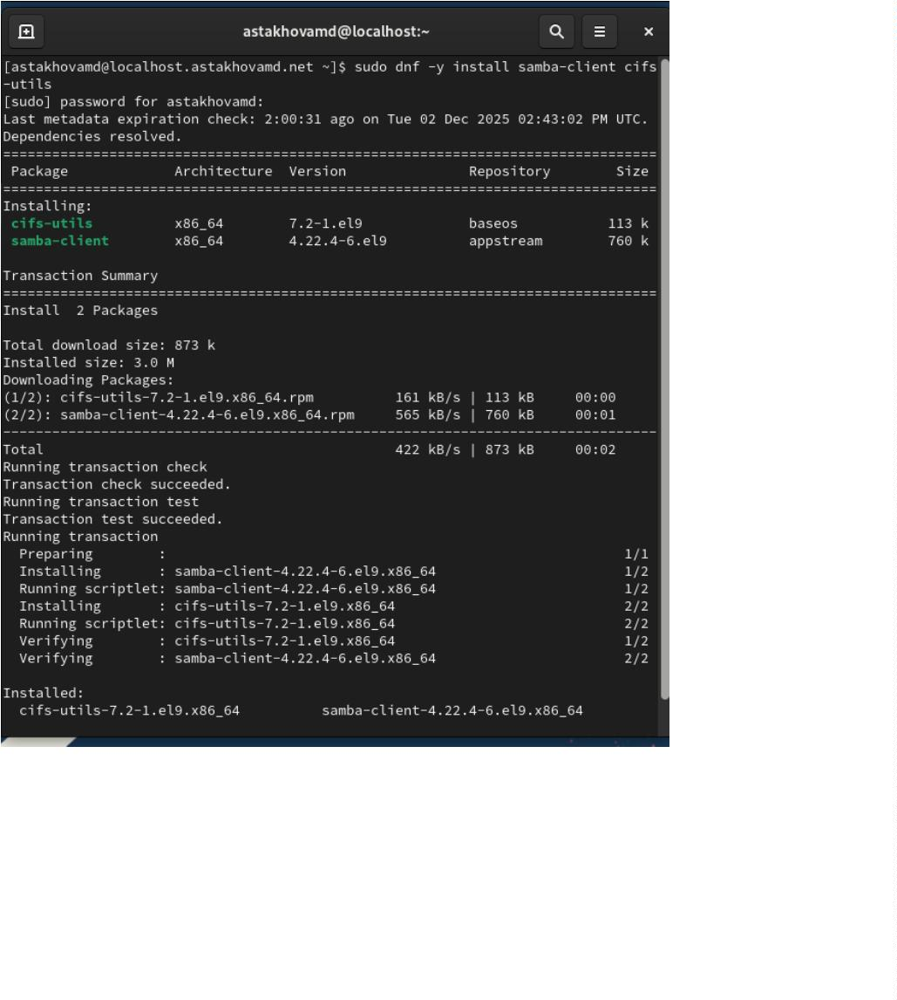 astakhovamd@localhost:~
[astakhovamd@localhost.astakhovamd.net ~]$ sudo dnf -y install samba-client cifs
-utils
[sudo] password for astakhovamd:
Last metadata expiration check: 2:00:31 ago on Tue 02 Dec 2025 02:43:02 PM UTC.
Dependencies resolved.
================================================================================
 Package             Architecture  Version               Repository        Size
================================================================================
Installing:
 cifs-utils          x86_64        7.2-1.el9             baseos           113 k
 samba-client        x86_64        4.22.4-6.el9          appstream        760 k

Transaction Summary
================================================================================
Install  2 Packages

Total download size: 873 k
Installed size: 3.0 M
Downloading Packages:
(1/2): cifs-utils-7.2-1.el9.x86_64.rpm          161 kB/s | 113 kB     00:00
(2/2): samba-client-4.22.4-6.el9.x86_64.rpm     565 kB/s | 760 kB     00:01
--------------------------------------------------------------------------------
Total                                           422 kB/s | 873 kB     00:02
Running transaction check
Transaction check succeeded.
Running transaction test
Transaction test succeeded.
Running transaction
  Preparing        :                                                        1/1
  Installing       : samba-client-4.22.4-6.el9.x86_64                       1/2
  Running scriptlet: samba-client-4.22.4-6.el9.x86_64                       1/2
  Installing       : cifs-utils-7.2-1.el9.x86_64                            2/2
  Running scriptlet: cifs-utils-7.2-1.el9.x86_64                            2/2
  Verifying        : cifs-utils-7.2-1.el9.x86_64                            1/2
  Verifying        : samba-client-4.22.4-6.el9.x86_64                       2/2

Installed:
  cifs-utils-7.2-1.el9.x86_64          samba-client-4.22.4-6.el9.x86_64